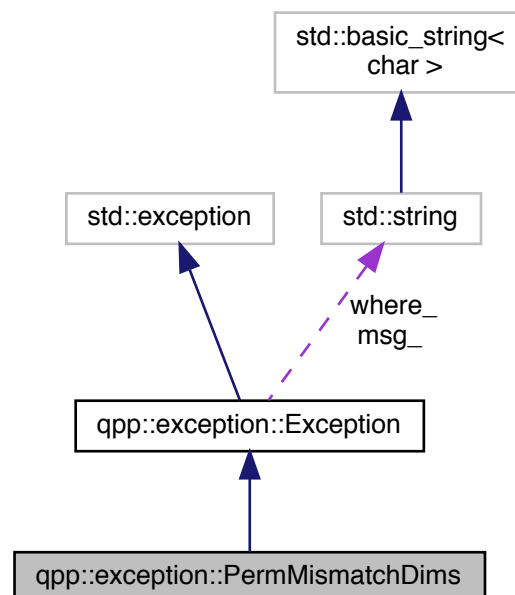 std::basic_string<
char >
std::exception
std::string
where_
msg_
qpp::exception::Exception
qpp::exception::PermMismatchDims